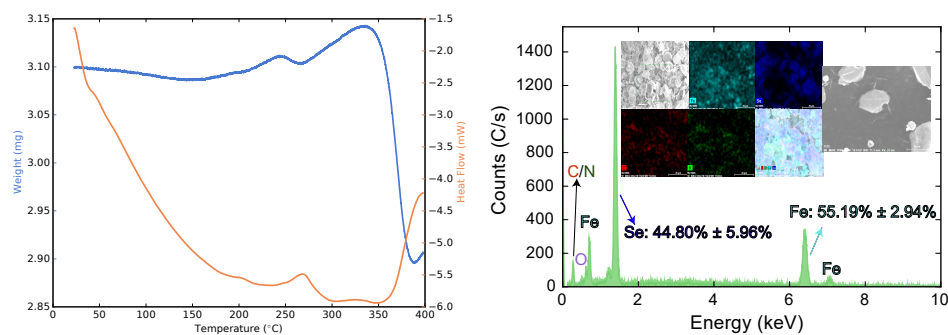 3.15
3.10
3.05
3.00
2.95
2.90
2.85
Weight (mg)
0 50 100 150 200 250 300 350 400
Temperature (°C)
−1.5
−2.0
−2.5
−3.0
−3.5
−4.0
−4.5
−5.0
−5.5
−6.0
Heat Flow (mW)
1400
1200
1000
800
600
400
200
0
Counts (C/s)
C/N
Fe
O
Se: 44.80% ± 5.96%
Fe: 55.19% ± 2.94%
Fe
0 2 4 6 8 10
Energy (keV)